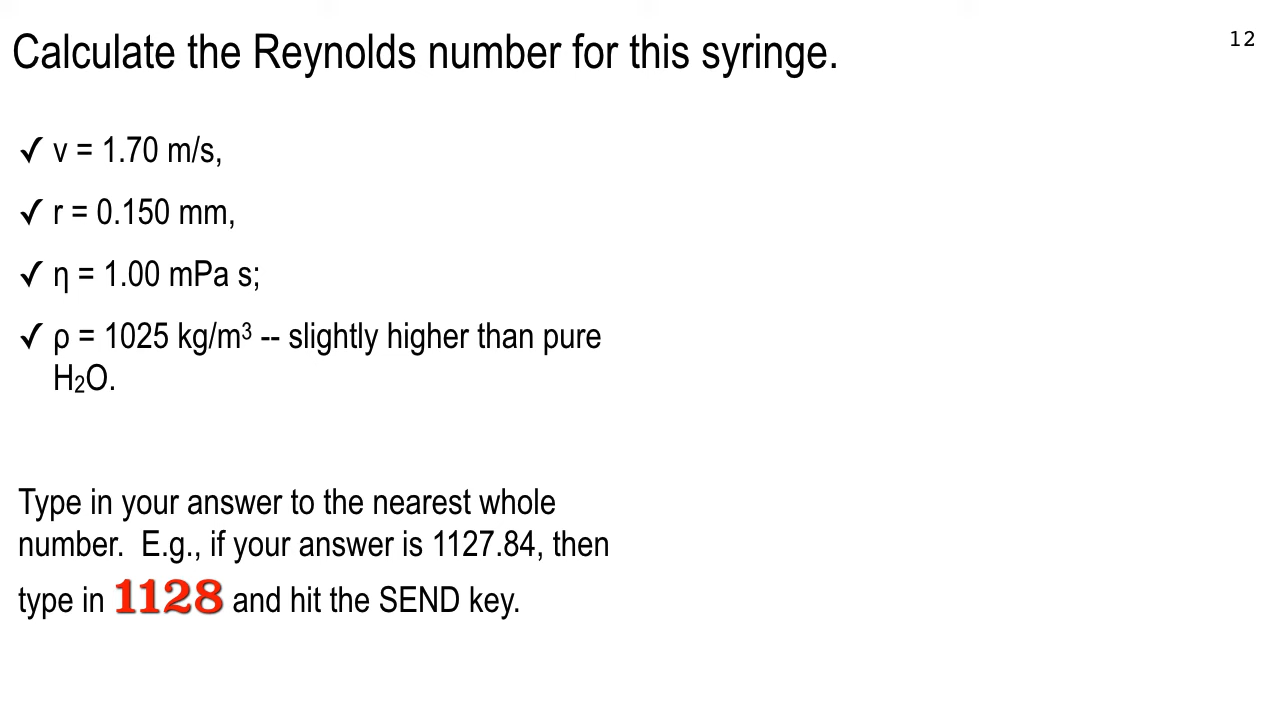 Calculate the Reynolds number for this syringe.
12
✓ v = 1.70 m/s,
✓ r = 0.150 mm,
✓ η = 1.00 mPa s;
✓ ρ = 1025 kg/m³ -- slightly higher than pure
H₂O.
Type in your answer to the nearest whole
number.  E.g., if your answer is 1127.84, then
type in 1128 and hit the SEND key.